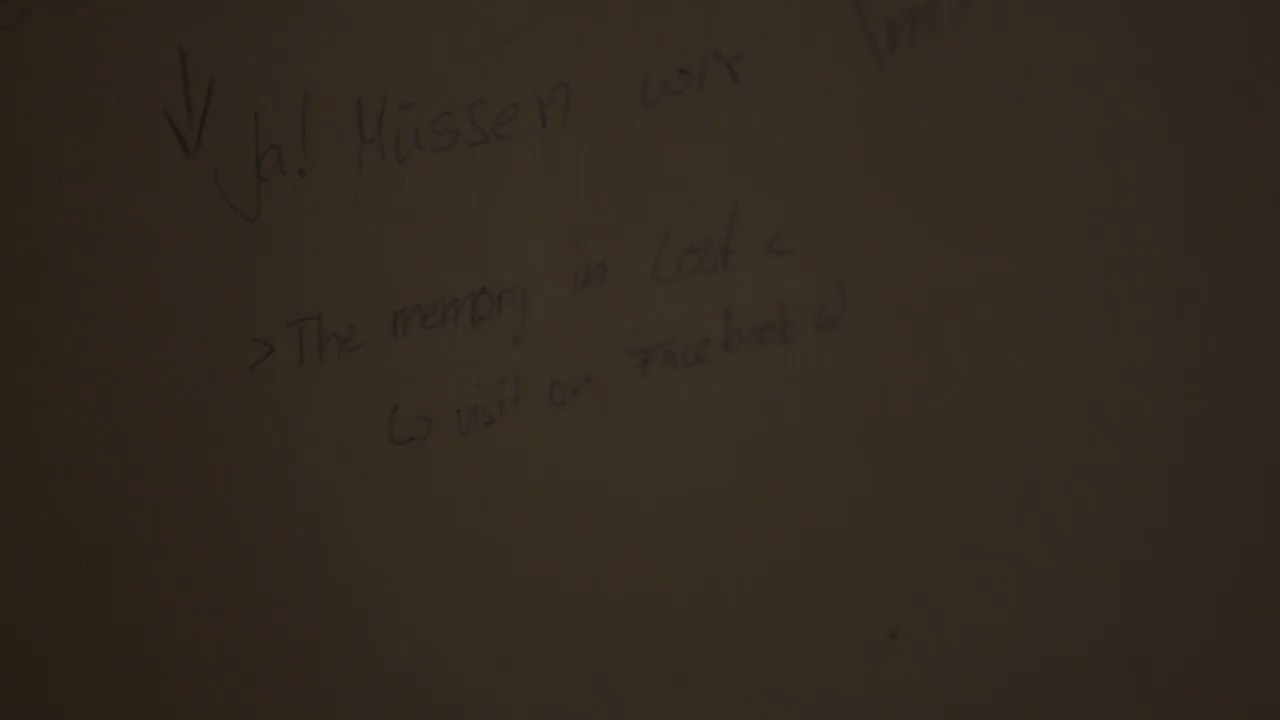 Ja! Müssen wir
> The memory in Lost <
↪ visit on Facebook